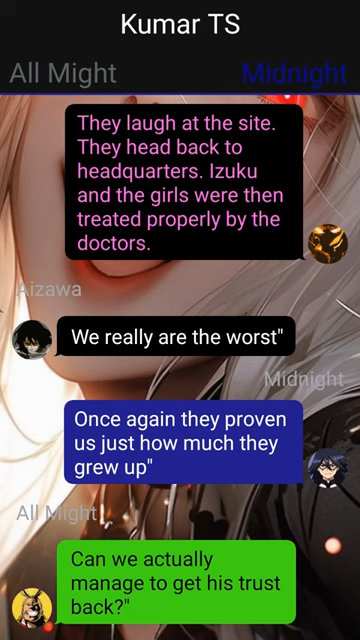 Kumar TS
All Might
Midnight
They laugh at the site.
They head back to
headquarters. Izuku
and the girls were then
treated properly by the
doctors.
Aizawa
We really are the worst"
Midnight
Once again they proven
us just how much they
grew up"
All Might
Can we actually
manage to get his trust
back?"